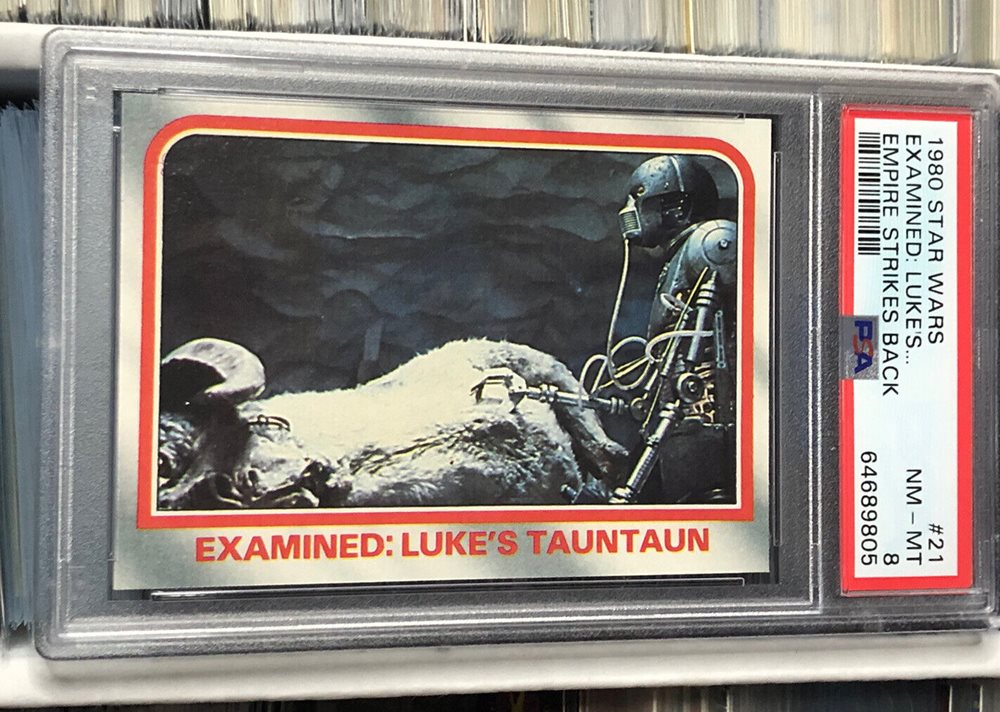 EXAMINED: LUKE'S TAUNTAUN
1980 STAR WARS #21
EXAMINED: LUKE'S... NM - MT
EMPIRE STRIKES BACK 8
64689805
PSA